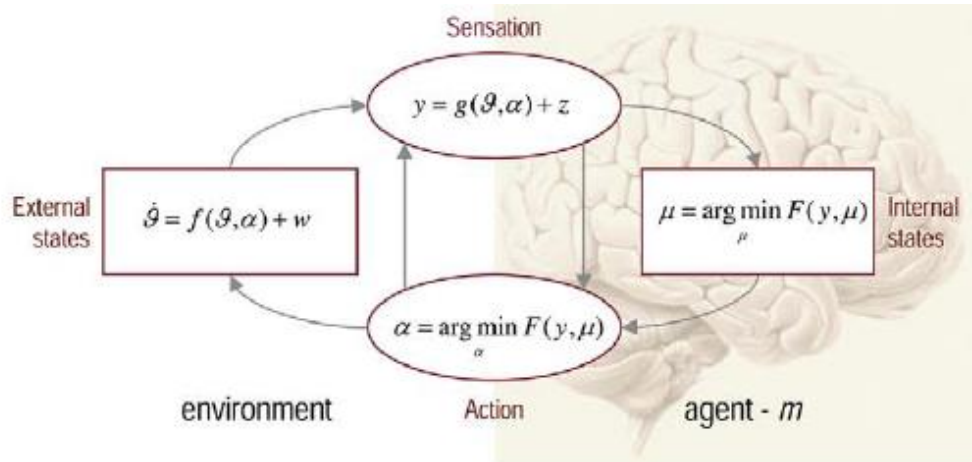 Sensation
y = g(ϑ,α) + z
External
states
ϑ̇ = f(ϑ,α) + w
μ = arg min F(y,μ)
μ
Internal
states
α = arg min F(y,μ)
α
environment
Action
agent - m